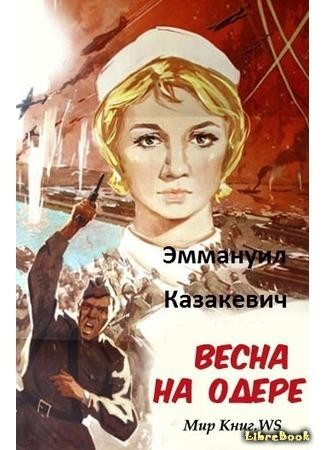 Эммануил
Казакевич
ВЕСНА
НА ОДЕРЕ
Мир Книг.WS
LibreBook